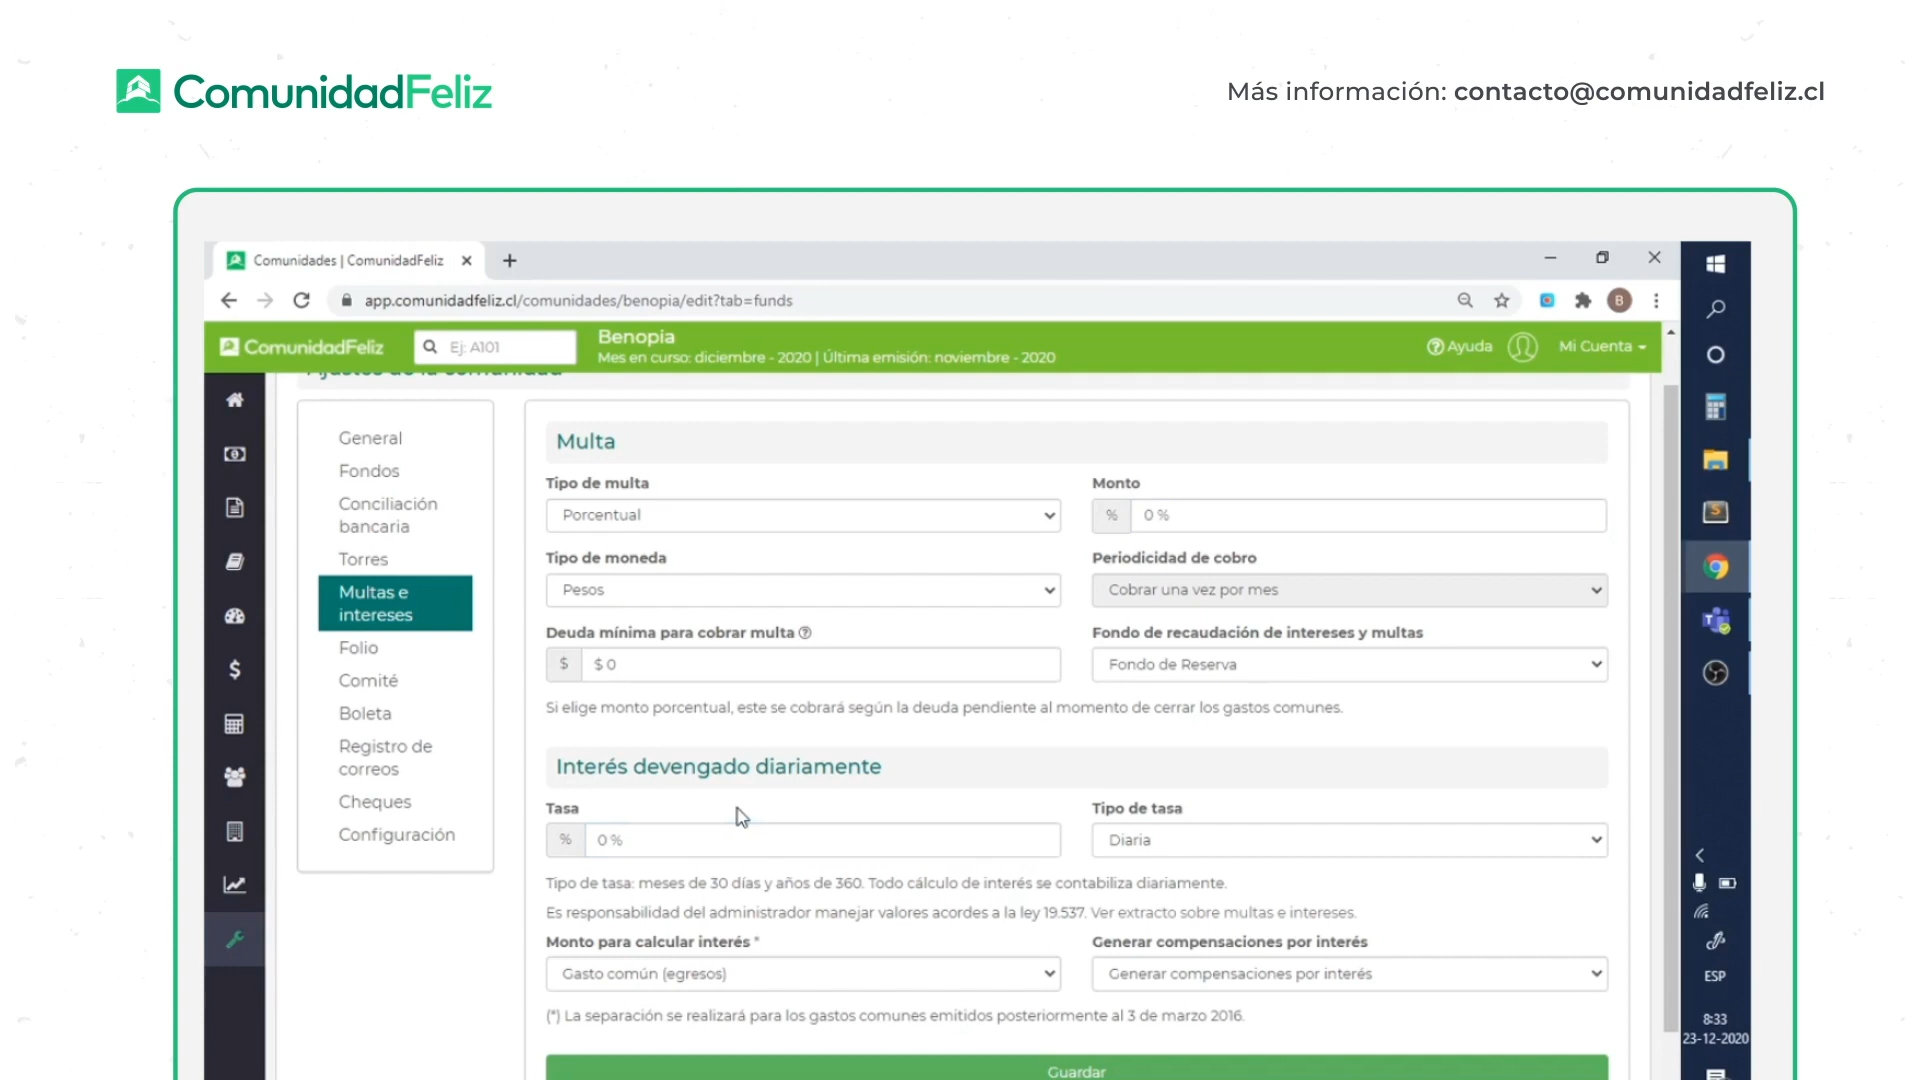 ComunidadFeliz
Más información: contacto@comunidadfeliz.cl
Comunidades | ComunidadFeliz
app.comunidadfeliz.cl/comunidades/benopia/edit?tab=funds
B
ComunidadFeliz
Ej: A101
Benopia
Mes en curso: diciembre - 2020 | Última emisión: noviembre - 2020
Ayuda
Mi Cuenta
Ajustes de la comunidad
General
Fondos
Conciliación
bancaria
Torres
Multas e
intereses
Folio
Comité
Boleta
Registro de
correos
Cheques
Configuración
Multa
Tipo de multa
Monto
Porcentual
% 0 %
Tipo de moneda
Periodicidad de cobro
Pesos
Cobrar una vez por mes
Deuda mínima para cobrar multa
Fondo de recaudación de intereses y multas
$ $ 0
Fondo de Reserva
Si elige monto porcentual, este se cobrará según la deuda pendiente al momento de cerrar los gastos comunes.
Interés devengado diariamente
Tasa
Tipo de tasa
% 0 %
Diaria
Tipo de tasa: meses de 30 días y años de 360. Todo cálculo de interés se contabiliza diariamente.
Es responsabilidad del administrador manejar valores acordes a la ley 19.537. Ver extracto sobre multas e intereses.
Monto para calcular interés *
Generar compensaciones por interés
Gasto común (egresos)
Generar compensaciones por interés
(*) La separación se realizará para los gastos comunes emitidos posteriormente al 3 de marzo 2016.
Guardar
ESP
8:33
23-12-2020